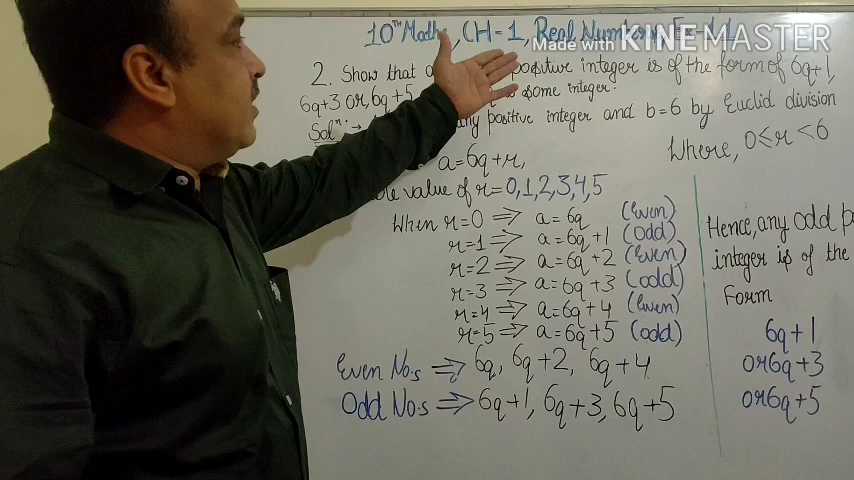 10th Maths, CH-1, Real Numbers, Ex-1.1
Made with KINEMASTER
2. Show that positive integer is of the form of 6q+1,
6q+3 or 6q+5 is some integer.
Soln:→ any positive integer and b=6 by Euclid division
a=6q+r,
Where, 0≤r<6
value of r=0,1,2,3,4,5
When r=0 ⇒ a=6q (Even)
r=1 ⇒ a=6q+1 (Odd)
r=2 ⇒ a=6q+2 (Even)
r=3 ⇒ a=6q+3 (odd)
r=4 ⇒ a=6q+4 (Even)
r=5 ⇒ a=6q+5 (odd)
Even No.s ⇒ 6q, 6q+2, 6q+4
Odd No.s ⇒ 6q+1, 6q+3, 6q+5
Hence, any odd
integer is of the
Form
6q+1
or 6q+3
or 6q+5